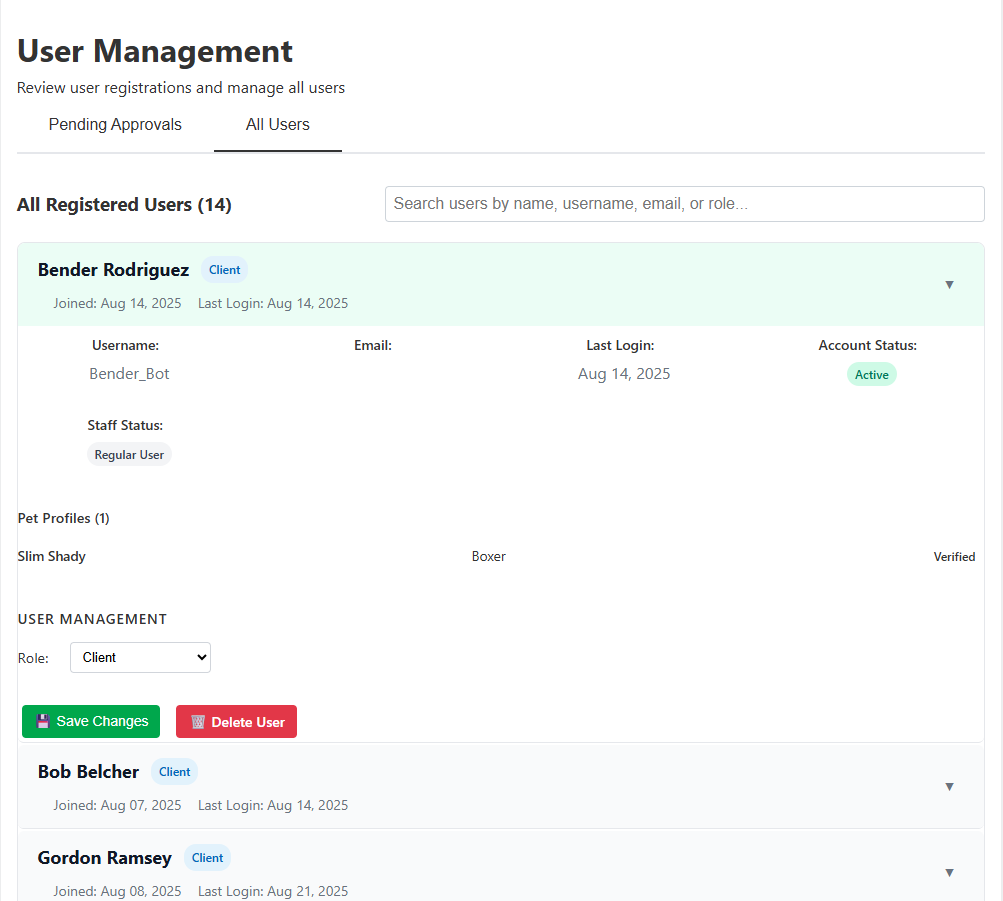 User Management
Review user registrations and manage all users
Pending Approvals All Users
All Registered Users (14) Search users by name, username, email, or role...
Bender Rodriguez Client
Joined: Aug 14, 2025 Last Login: Aug 14, 2025
Username: Email: Last Login: Account Status:
Bender_Bot Aug 14, 2025 Active
Staff Status:
Regular User
Pet Profiles (1)
Slim Shady Boxer Verified
USER MANAGEMENT
Role: Client
Save Changes Delete User
Bob Belcher Client
Joined: Aug 07, 2025 Last Login: Aug 14, 2025
Gordon Ramsey Client
Joined: Aug 08, 2025 Last Login: Aug 21, 2025